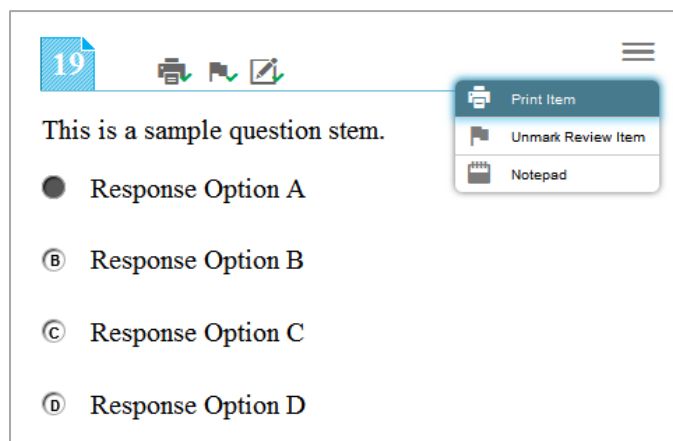 19
Print Item
Unmark Review Item
Notepad
This is a sample question stem.
Response Option A
B Response Option B
C Response Option C
D Response Option D